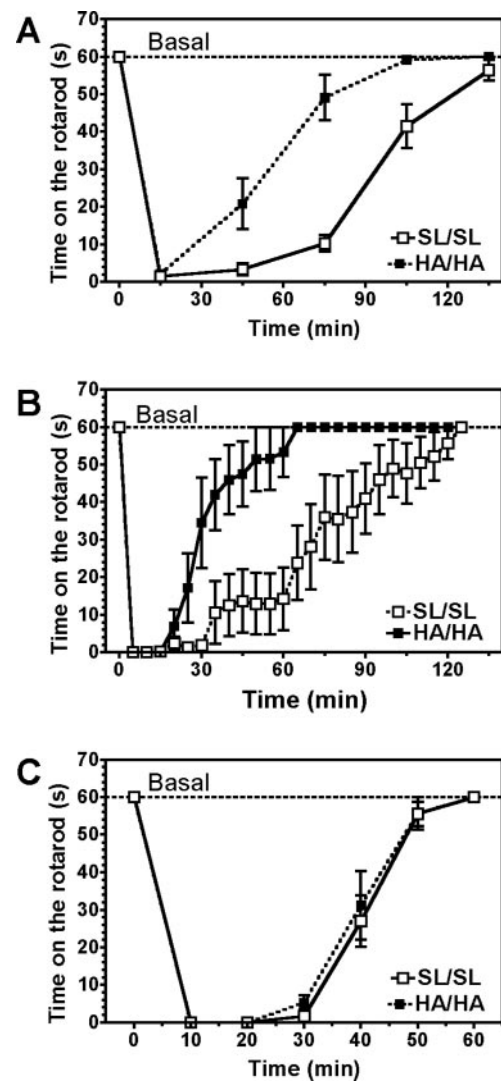 A
Basal
Time on the rotarod (s)
70
60
50
40
30
20
10
0
SL/SL
HA/HA
0 30 60 90 120
Time (min)
B
Basal
Time on the rotarod (s)
70
60
50
40
30
20
10
0
SL/SL
HA/HA
0 30 60 90 120
Time (min)
C
Basal
Time on the rotarod (s)
70
60
50
40
30
20
10
0
SL/SL
HA/HA
0 10 20 30 40 50 60
Time (min)